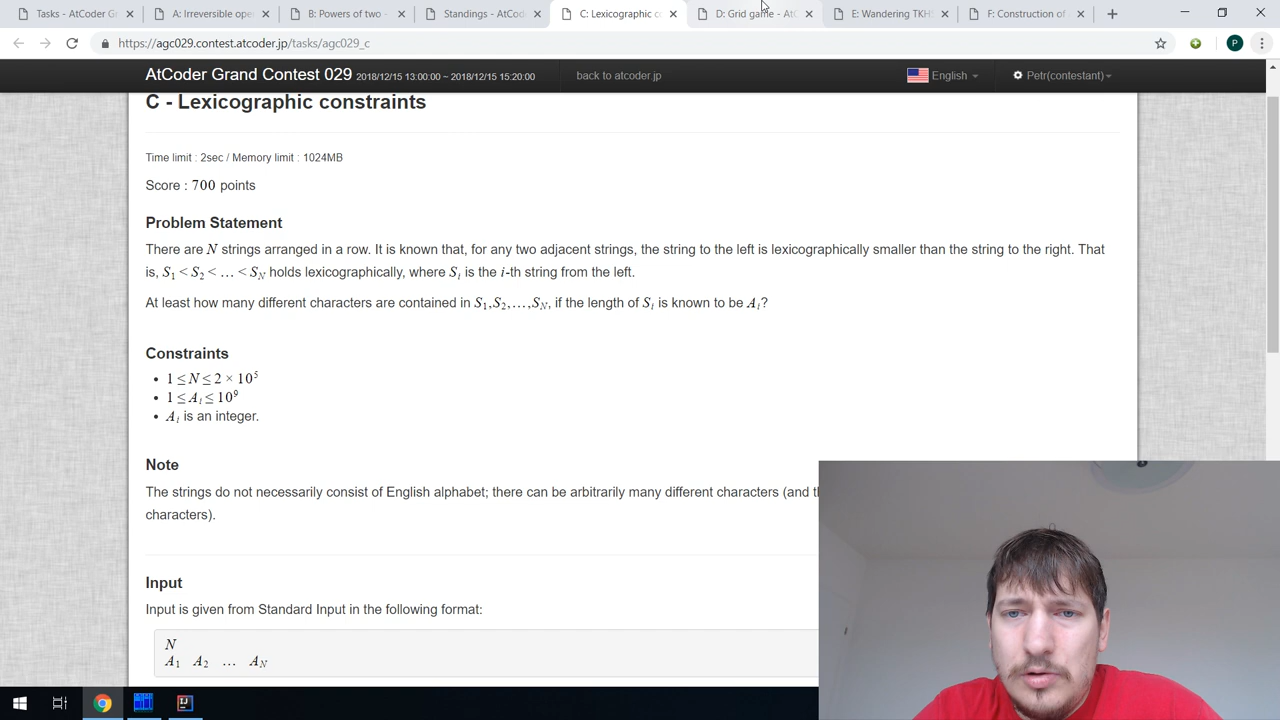 Tasks - AtCoder Gr
A: Irreversible ope
B: Powers of two -
Standings - AtCod
C: Lexicographic c
D: Grid game - AtC
E: Wandering TKHS
F: Construction of
https://agc029.contest.atcoder.jp/tasks/agc029_c
P
AtCoder Grand Contest 029 2018/12/15 13:00:00 ~ 2018/12/15 15:20:00 back to atcoder.jp English Petr(contestant)
C - Lexicographic constraints
Time limit : 2sec / Memory limit : 1024MB
Score : 700 points
Problem Statement
There are N strings arranged in a row. It is known that, for any two adjacent strings, the string to the left is lexicographically smaller than the string to the right. That
is, S1 < S2 < … < SN holds lexicographically, where Si is the i-th string from the left.
At least how many different characters are contained in S1,S2,…,SN, if the length of Si is known to be Ai?
Constraints
• 1 ≤ N ≤ 2 × 10^5
• 1 ≤ Ai ≤ 10^9
• Ai is an integer.
Note
The strings do not necessarily consist of English alphabet; there can be arbitrarily many different characters (and th
characters).
Input
Input is given from Standard Input in the following format:
N
A1 A2 … AN